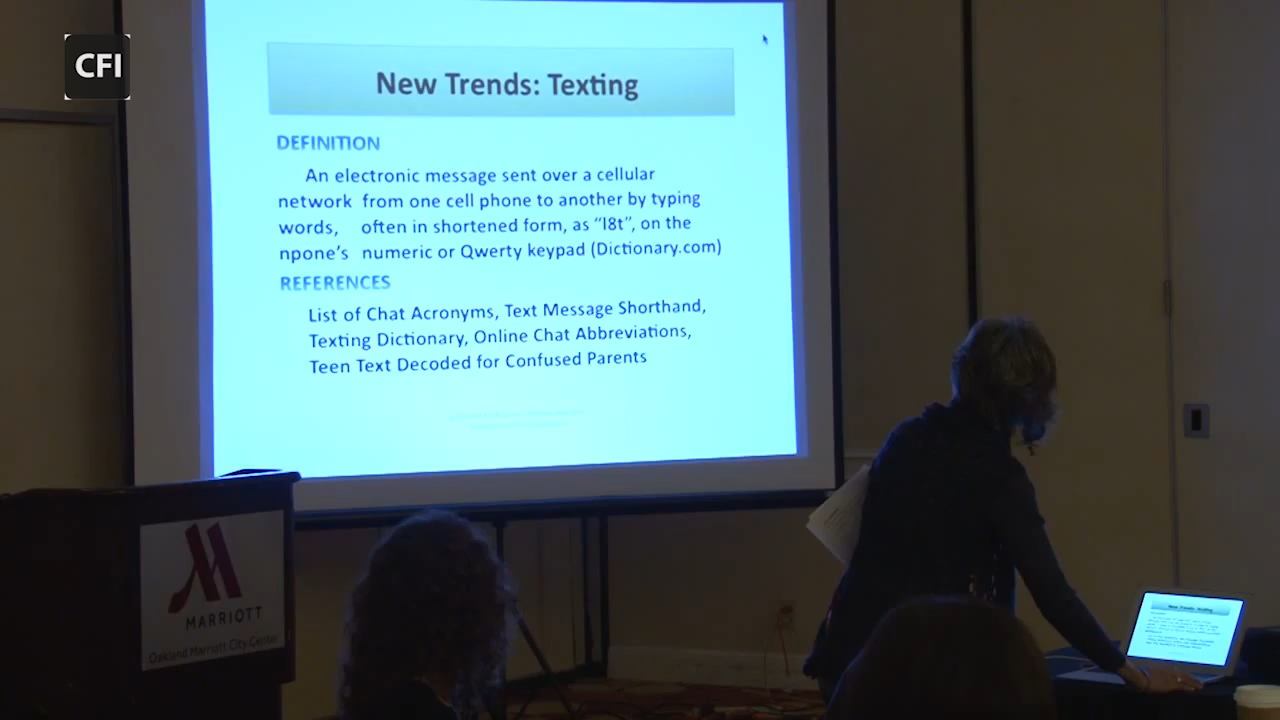 CFI
New Trends: Texting
DEFINITION
An electronic message sent over a cellular
network from one cell phone to another by typing
words, often in shortened form, as “l8t”, on the
npone’s numeric or Qwerty keypad (Dictionary.com)
REFERENCES
List of Chat Acronyms, Text Message Shorthand,
Texting Dictionary, Online Chat Abbreviations,
Teen Text Decoded for Confused Parents
MARRIOTT
Oakland Marriott City Center
New Trends: Texting